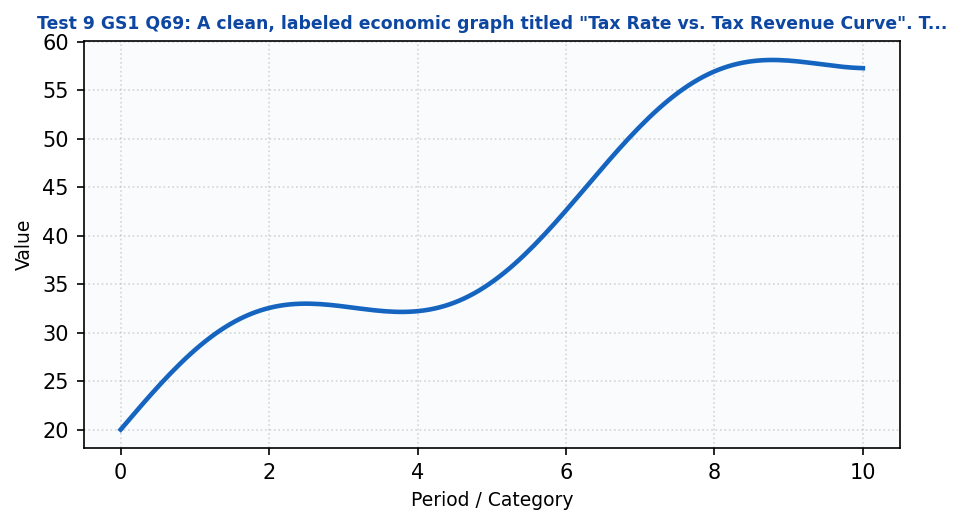 Test 9 GS1 Q69: A clean, labeled economic graph titled "Tax Rate vs. Tax Revenue Curve". T...
60
55
50
45
40
35
30
25
20
Value
0 2 4 6 8 10
Period / Category